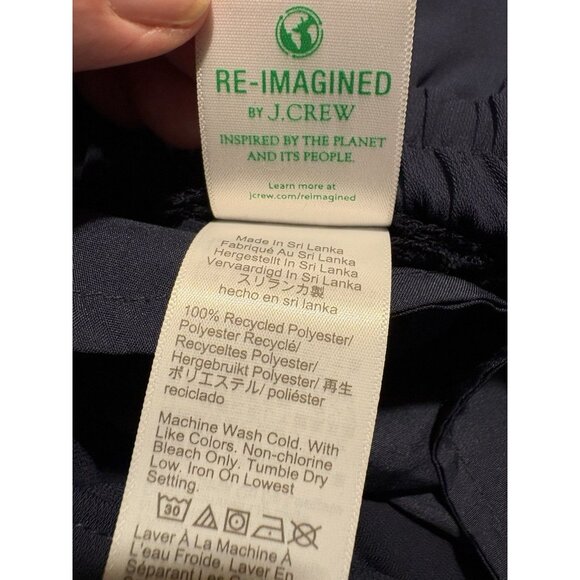 RE-IMAGINED
BY J.CREW
INSPIRED BY THE PLANET
AND ITS PEOPLE.
Learn more at
jcrew.com/reimagined
Made In Sri Lanka
Fabriqué Au Sri Lanka
Hergestellt In Sri Lanka
Vervaardigd In Sri Lanka
スリランカ製
hecho en sri lanka
100% Recycled Polyester/
Polyester Recyclé/
Recyceltes Polyester/
Hergebruikt Polyester/ 再生
ポリエステル/ poliéster
reciclado
Machine Wash Cold. With
Like Colors. Non-chlorine
Bleach Only. Tumble Dry
Low. Iron On Lowest
Setting.
30
Laver À La Machine À
L'eau Froide, Laver En
Séparant Les